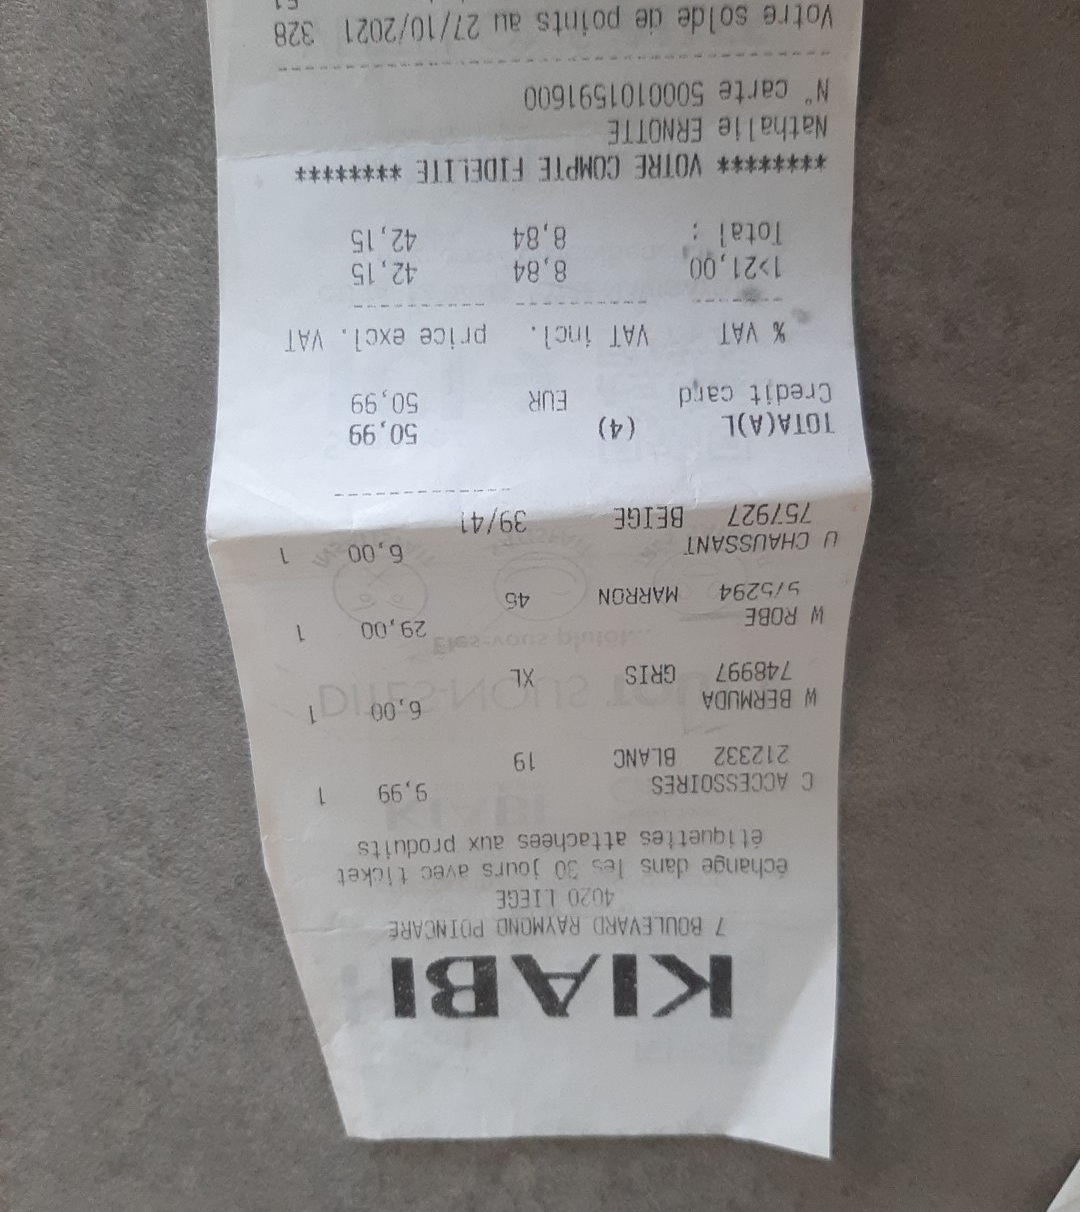 KIABI
7 BOULEVARD RAYMOND POINCARE
4020 LIEGE
échange dans les 30 jours avec ticket
étiquettes attachées aux produits
C ACCESSOIRES 9,99 1
212332 BLANC 19
W BERMUDA 6,00 1
748997 GRIS XL
W ROBE 29,00 1
575294 MARRON 46
U CHAUSSANT 6,00 1
757927 BEIGE 39/41
TOTA(A)L (4) 50,99
Credit card EUR 50,99
% VAT VAT incl. price excl. VAT
1>21,00 8,84 42,15
Total : 8,84 42,15
******** VOTRE COMPTE FIDELITE ********
Nathalie ERNOTTE
N° carte 5000101591600
Votre solde de points au 27/10/2021 328